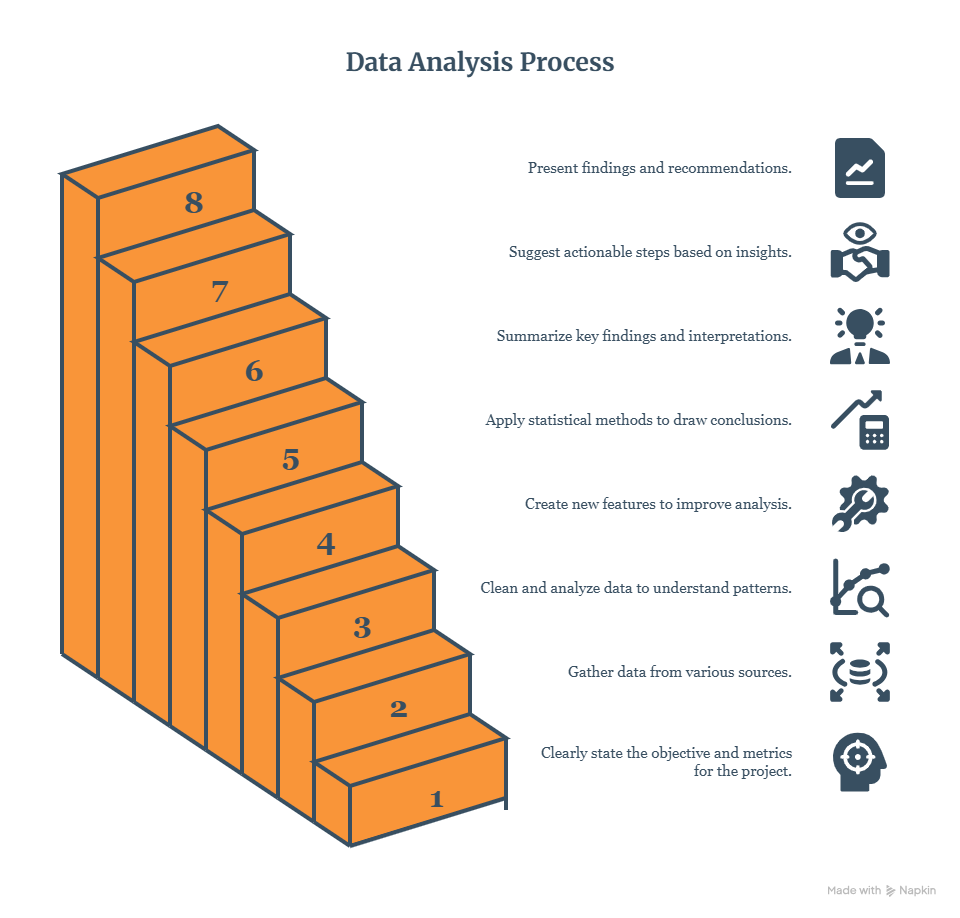 Data Analysis Process
8
Present findings and recommendations.
7
Suggest actionable steps based on insights.
6
Summarize key findings and interpretations.
5
Apply statistical methods to draw conclusions.
4
Create new features to improve analysis.
3
Clean and analyze data to understand patterns.
2
Gather data from various sources.
1
Clearly state the objective and metrics
for the project.
Made with Napkin